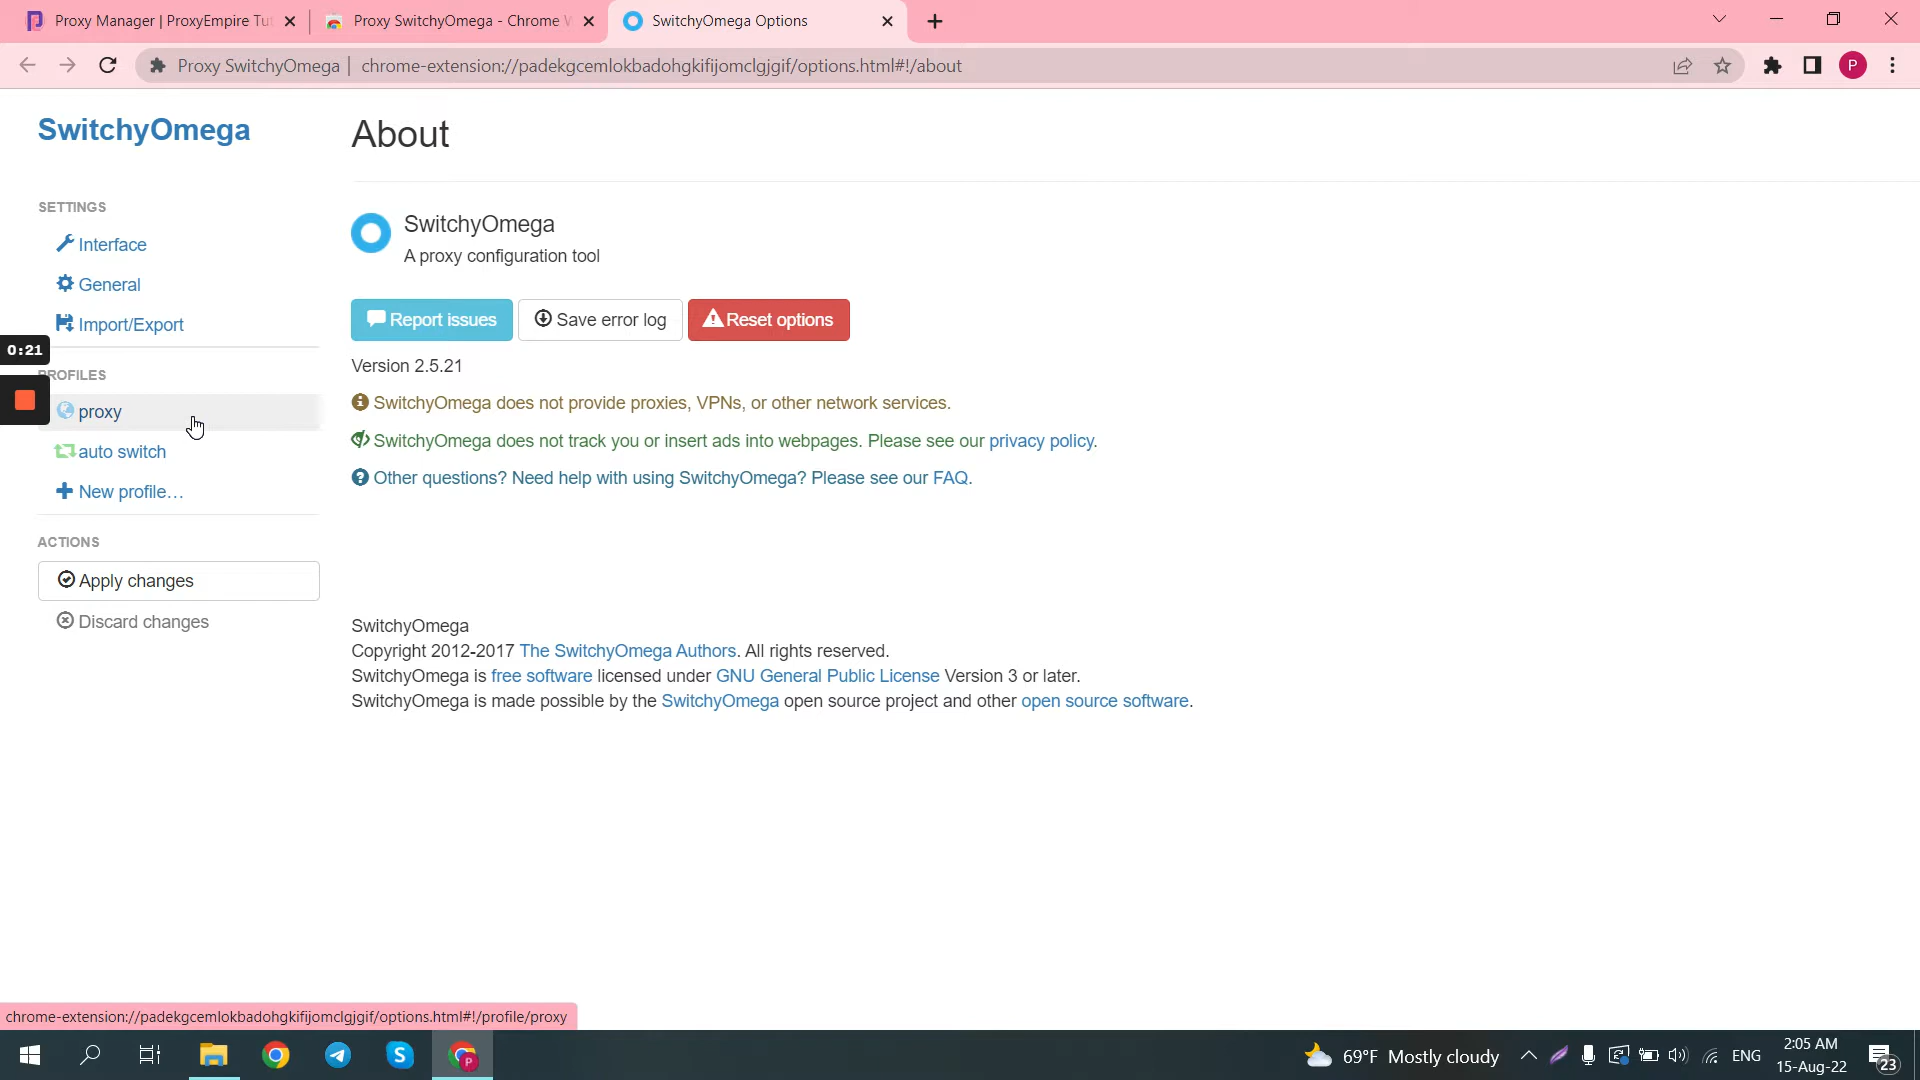 Proxy Manager | ProxyEmpire Tut
Proxy SwitchyOmega - Chrome W
SwitchyOmega Options
Proxy SwitchyOmega | chrome-extension://padekgcemlokbadohgkifijomclgjgif/options.html#!/about
P
SwitchyOmega
SETTINGS
Interface
General
Import/Export
0:21
PROFILES
proxy
auto switch
New profile…
ACTIONS
Apply changes
Discard changes
About
SwitchyOmega
A proxy configuration tool
Report issues
Save error log
Reset options
Version 2.5.21
SwitchyOmega does not provide proxies, VPNs, or other network services.
SwitchyOmega does not track you or insert ads into webpages. Please see our privacy policy.
Other questions? Need help with using SwitchyOmega? Please see our FAQ.
SwitchyOmega
Copyright 2012-2017 The SwitchyOmega Authors. All rights reserved.
SwitchyOmega is free software licensed under GNU General Public License Version 3 or later.
SwitchyOmega is made possible by the SwitchyOmega open source project and other open source software.
chrome-extension://padekgcemlokbadohgkifijomclgjgif/options.html#!/profile/proxy
69°F Mostly cloudy
ENG
2:05 AM
15-Aug-22
23